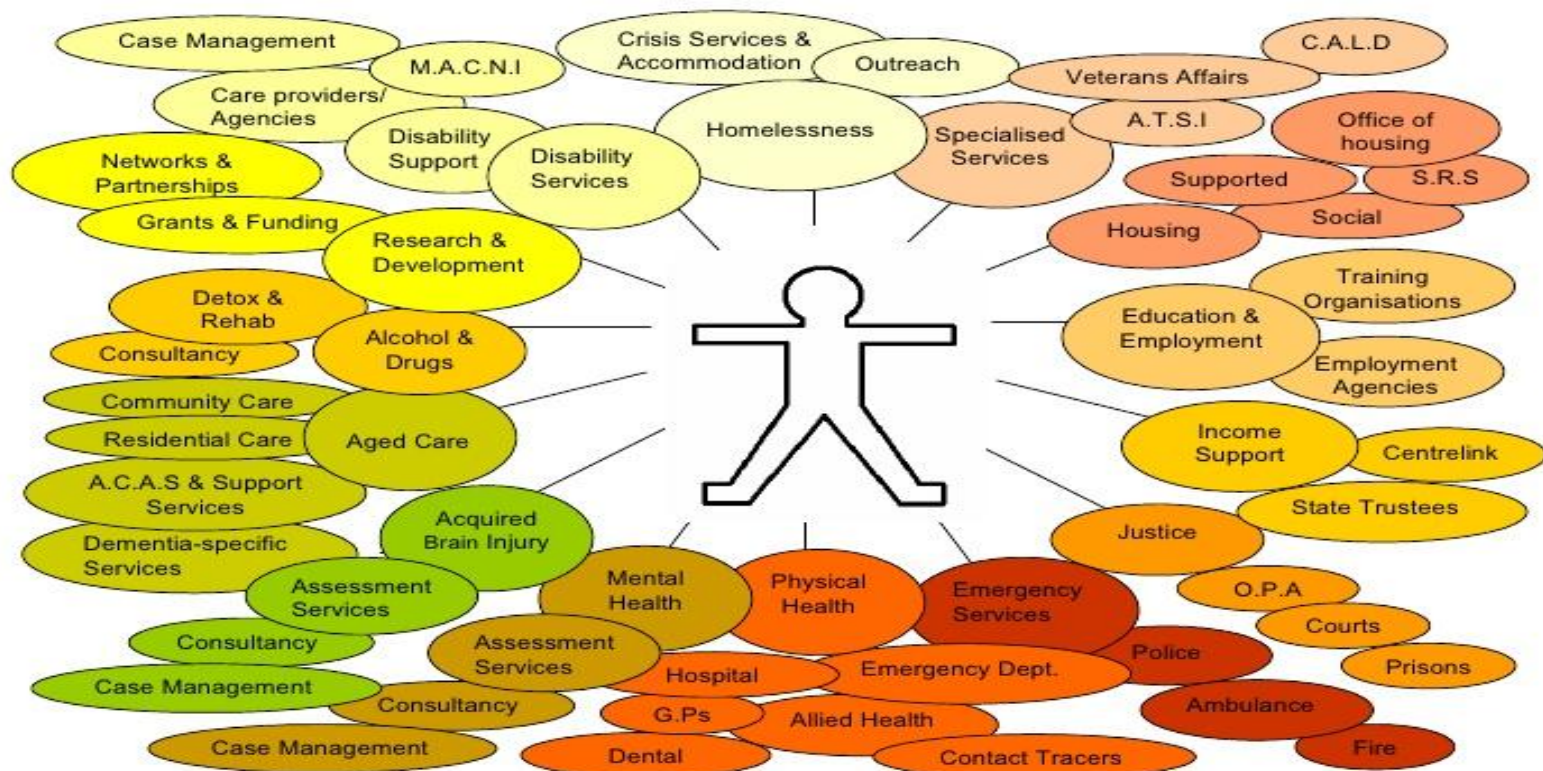 Case Management
M.A.C.N.I
Care providers/
Agencies
Disability
Support
Disability
Services
Crisis Services &
Accommodation
Outreach
Homelessness
C.A.L.D
Veterans Affairs
A.T.S.I
Specialised
Services
Office of
housing
Supported
S.R.S
Social
Housing
Networks &
Partnerships
Grants & Funding
Research &
Development
Training
Organisations
Education &
Employment
Employment
Agencies
Detox &
Rehab
Consultancy
Alcohol &
Drugs
Community Care
Residential Care
Aged Care
A.C.A.S & Support
Services
Dementia-specific
Services
Income
Support
Centrelink
State Trustees
Acquired
Brain Injury
Assessment
Services
Consultancy
Case Management
Mental
Health
Assessment
Services
Consultancy
Case Management
Physical
Health
Hospital
Emergency Dept.
G.Ps
Allied Health
Dental
Contact Tracers
Emergency
Services
Police
Ambulance
Fire
Justice
O.P.A
Courts
Prisons